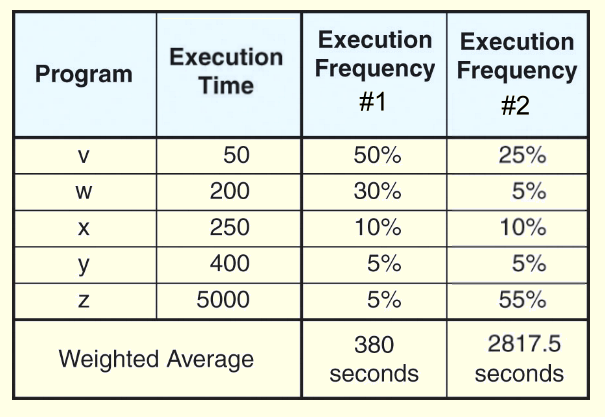 Program Execution Time Execution Frequency #1 Execution Frequency #2
v 50 50% 25%
w 200 30% 5%
x 250 10% 10%
y 400 5% 5%
z 5000 5% 55%
Weighted Average 380 seconds 2817.5 seconds